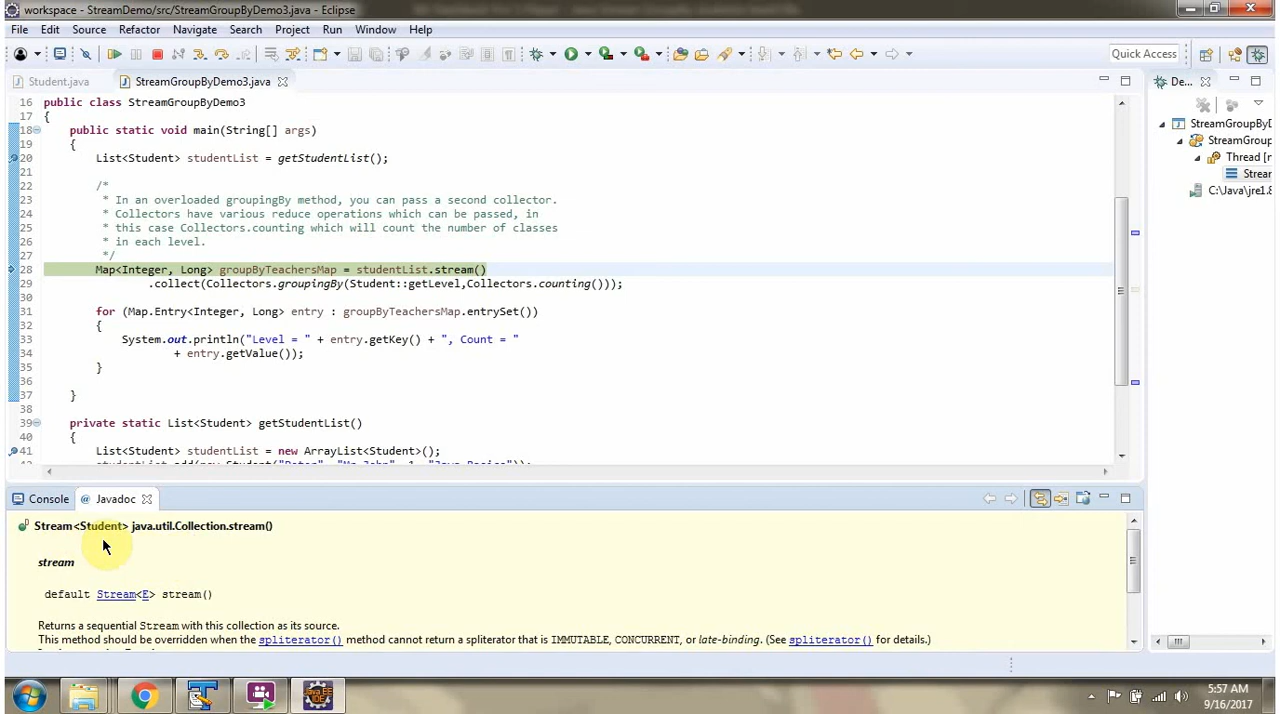 workspace - StreamDemo/src/StreamGroupByDemo3.java - Eclipse
File Edit Source Refactor Navigate Search Project Run Window Help
Quick Access
Student.java StreamGroupByDemo3.java De...
16 public class StreamGroupByDemo3
17 {
18 public static void main(String[] args)
19 {
20 List<Student> studentList = getStudentList();
21
22 /*
23 * In an overloaded groupingBy method, you can pass a second collector.
24 * Collectors have various reduce operations which can be passed, in
25 * this case Collectors.counting which will count the number of classes
26 * in each level.
27 */
28 Map<Integer, Long> groupByTeachersMap = studentList.stream()
29 .collect(Collectors.groupingBy(Student::getLevel,Collectors.counting()));
30
31 for (Map.Entry<Integer, Long> entry : groupByTeachersMap.entrySet())
32 {
33 System.out.println("Level = " + entry.getKey() + ", Count = "
34 + entry.getValue());
35 }
36
37 }
38
39 private static List<Student> getStudentList()
40 {
41 List<Student> studentList = new ArrayList<Student>();
StreamGroupByD
StreamGroup
Thread [n
Strear
C:\Java\jre1.8
Console @ Javadoc
Stream<Student> java.util.Collection.stream()
stream
default Stream<E> stream()
Returns a sequential Stream with this collection as its source.
This method should be overridden when the spliterator() method cannot return a spliterator that is IMMUTABLE, CONCURRENT, or late-binding. (See spliterator() for details.)
Java EE
IDE
5:57 AM
9/16/2017